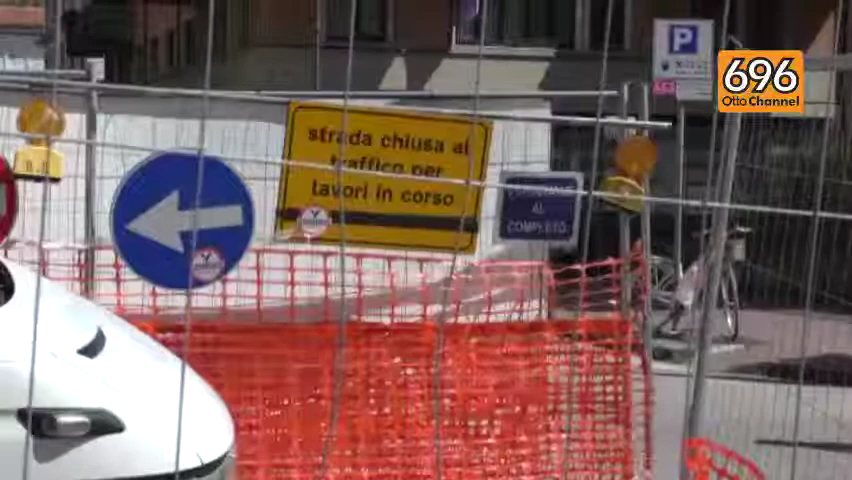 P
696
Otto Channel
strada chiusa al
traffico per
lavori in corso
AL
COMPLETO